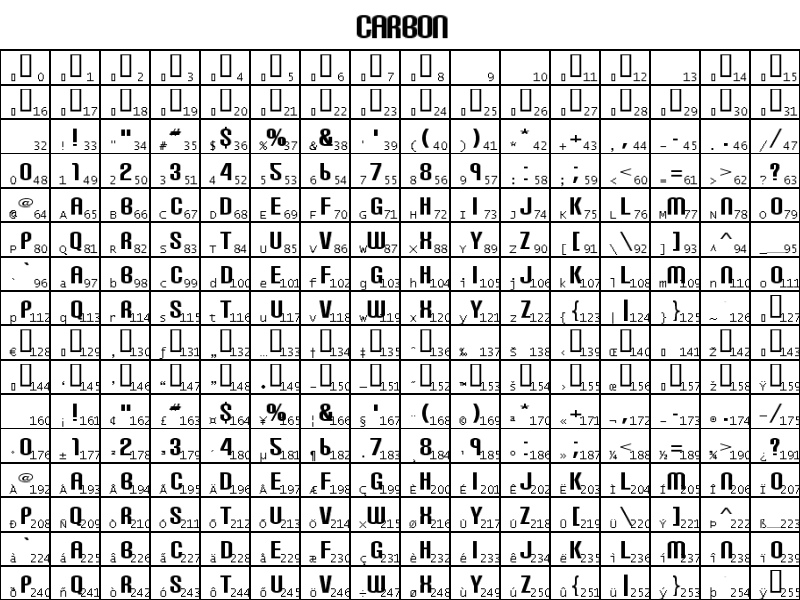 CARBON
0 1 2 3 4 5 6 7 8 9 10 11 12 13 14 15
16 17 18 19 20 21 22 23 24 25 26 27 28 29 30 31
32 ! ! 33 " " 34 # # 35 $ $ 36 % % 37 & & 38 ' ' 39 ( ( 40 ) ) 41 * * 42 + + 43 , , 44 - - 45 . . 46 / / 47
0 0 48 1 1 49 2 2 50 3 3 51 4 4 52 5 5 53 6 6 54 7 7 55 8 8 56 9 9 57 : : 58 ; ; 59 < < 60 = = 61 > > 62 ? ? 63
@ @ 64 A A 65 B B 66 C C 67 D D 68 E E 69 F F 70 G G 71 H H 72 I I 73 J J 74 K K 75 L L 76 M M 77 N N 78 O O 79
P P 80 Q Q 81 R R 82 S S 83 T T 84 U U 85 V V 86 W W 87 X X 88 Y Y 89 Z Z 90 [ [ 91 \ \ 92 ] ] 93 ^ ^ 94 _ 95
` ` 96 a A 97 b B 98 c C 99 d D 100 e E 101 f F 102 g G 103 h H 104 i I 105 j J 106 k K 107 l L 108 m M 109 n N 110 o O 111
p P 112 q Q 113 r R 114 s S 115 t T 116 u U 117 v V 118 w W 119 x X 120 y Y 121 z Z 122 { { 123 | | 124 } } 125 ~ 126 127
€ 128 129 ‚ 130 ƒ 131 „ 132 … 133 † 134 ‡ 135 ˆ 136 ‰ 137 Š 138 ‹ 139 Œ 140 141 Ž 142 143
144 ‘ 145 ’ 146 “ 147 ” 148 • 149 – 150 — 151 ˜ 152 ™ 153 š 154 › 155 œ 156 157 ž 158 Ÿ 159
160 ¡ ! 161 ¢ " 162 £ # 163 ¤ $ 164 ¥ % 165 ¦ & 166 § ' 167 ¨ ( 168 © ) 169 ª * 170 « + 171 ¬ , 172 - - 173 ® . 174 ¯ / 175
° 0 176 ± 1 177 ² 2 178 ³ 3 179 ´ 4 180 µ 5 181 ¶ 6 182 · 7 183 ¸ 8 184 ¹ 9 185 º : 186 » ; 187 ¼ < 188 ½ = 189 ¾ > 190 ¿ ? 191
À @ 192 Á A 193 Â B 194 Ã C 195 Ä D 196 Å E 197 Æ F 198 Ç G 199 È H 200 É I 201 Ê J 202 Ë K 203 Ì L 204 Í M 205 Î N 206 Ï O 207
Ð P 208 Ñ Q 209 Ò R 210 Ó S 211 Ô T 212 Õ U 213 Ö V 214 × W 215 Ø X 216 Ù Y 217 Ú Z 218 Û [ 219 Ü \ 220 Ý ] 221 Þ ^ 222 ß 223
à ` 224 á A 225 â B 226 ã C 227 ä D 228 å E 229 æ F 230 ç G 231 è H 232 é I 233 ê J 234 ë K 235 ì L 236 í M 237 î N 238 ï O 239
ð P 240 ñ Q 241 ò R 242 ó S 243 ô T 244 õ U 245 ö V 246 ÷ W 247 ø X 248 ù Y 249 ú Z 250 û { 251 ü | 252 ý } 253 þ 254 ÿ 255